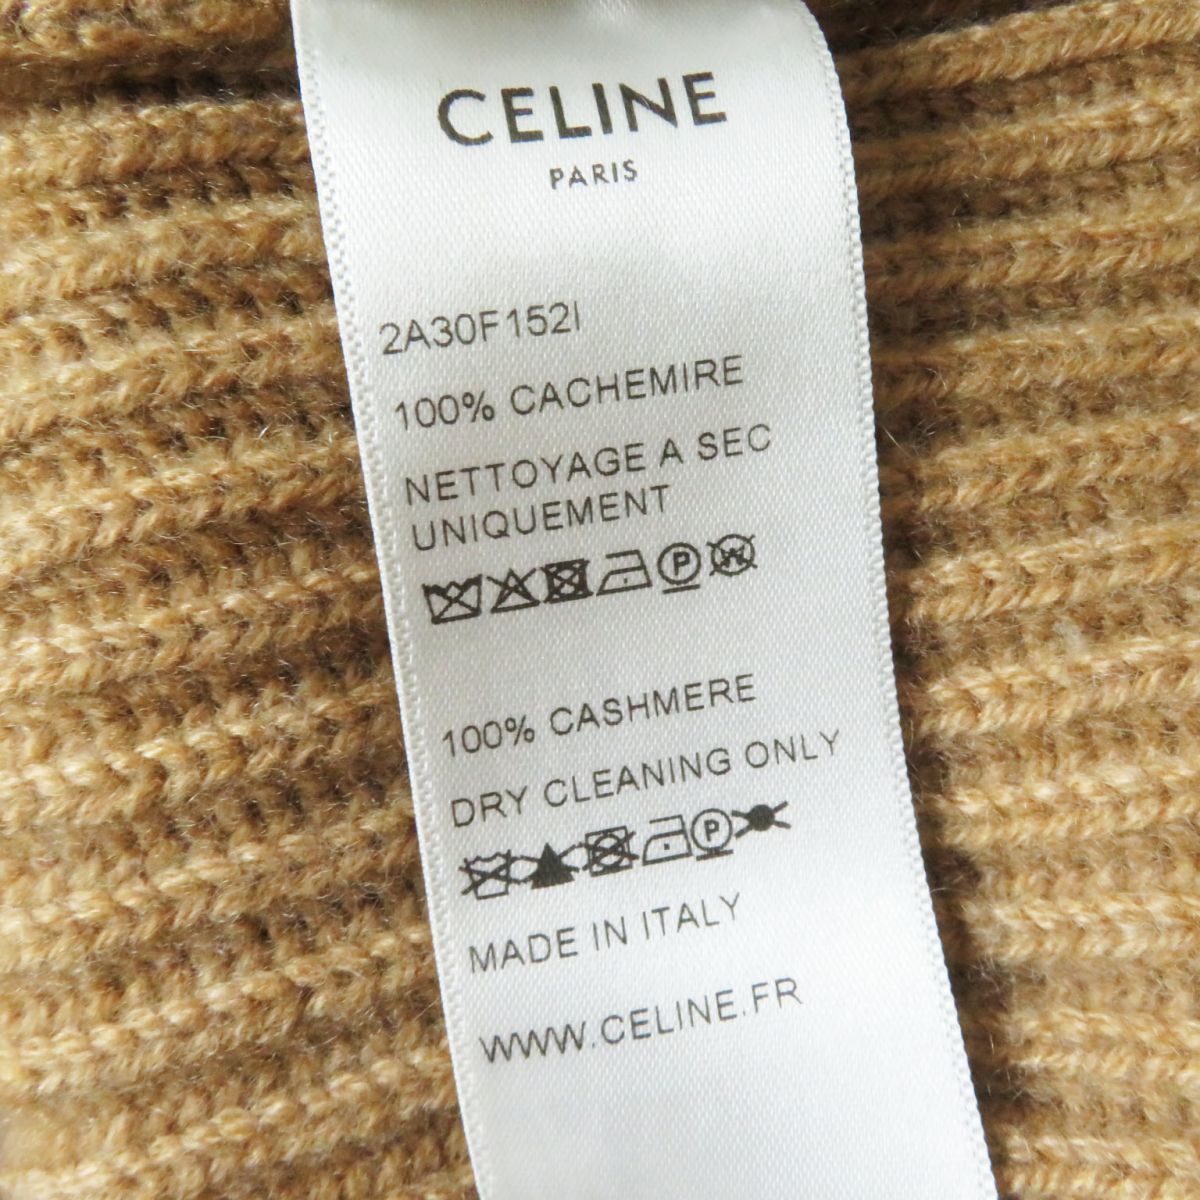 CELINE
PARIS
2A30F152I
100% CACHEMIRE
NETTOYAGE A SEC
UNIQUEMENT
P W
100% CASHMERE
DRY CLEANING ONLY
P
MADE IN ITALY
WWW.CELINE.FR